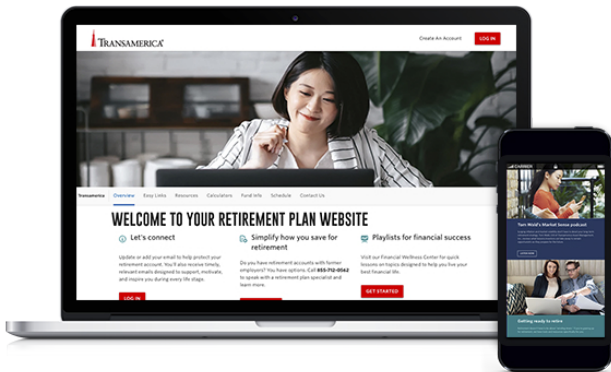 TRANSAMERICA®
Create An Account
LOG IN
Transamerica Overview Easy Links Resources Calculators Fund Info Schedule Contact Us
WELCOME TO YOUR RETIREMENT PLAN WEBSITE
Let's connect
Update or add your email to help protect your
retirement account. You'll also receive timely,
relevant emails designed to support, motivate,
and inspire you during every life stage.
LOG IN
Simplify how you save for
retirement
Do you have retirement accounts with former
employers? You have options. Call 855-712-0042
to speak with a retirement plan specialist and
learn more.
Playlists for financial success
Visit our Financial Wellness Center for quick
lessons on topics designed to help you live your
best financial life.
GET STARTED
Tom Wald's Market Sense podcast
Getting ready to retire